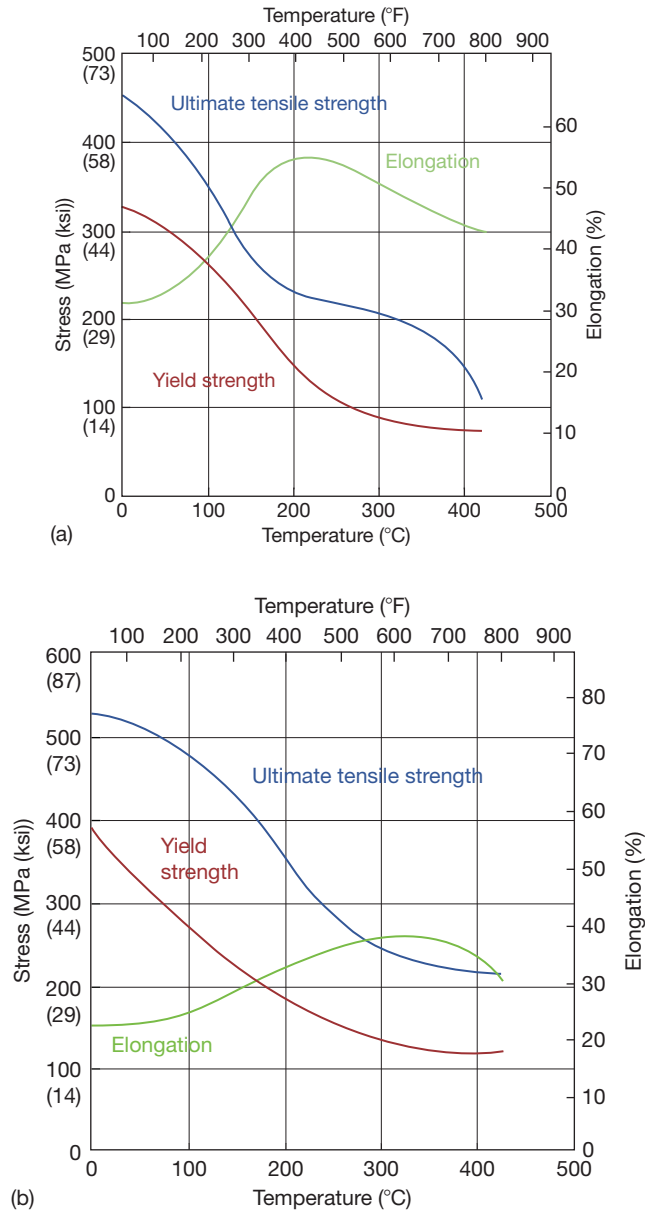 Temperature (°F)
100 200 300 400 500 600 700 800 900
500
(73)
400
(58)
300
(44)
200
(29)
100
(14)
0
Stress (MPa (ksi))
Ultimate tensile strength
Elongation
Yield strength
60
50
40
30
20
10
0
Elongation (%)
0 100 200 300 400 500
Temperature (°C)
(a)
Temperature (°F)
100 200 300 400 500 600 700 800 900
600
(87)
500
(73)
400
(58)
300
(44)
200
(29)
100
(14)
0
Stress (MPa (ksi))
Ultimate tensile strength
Yield
strength
Elongation
80
70
60
50
40
30
20
10
0
Elongation (%)
0 100 200 300 400 500
Temperature (°C)
(b)